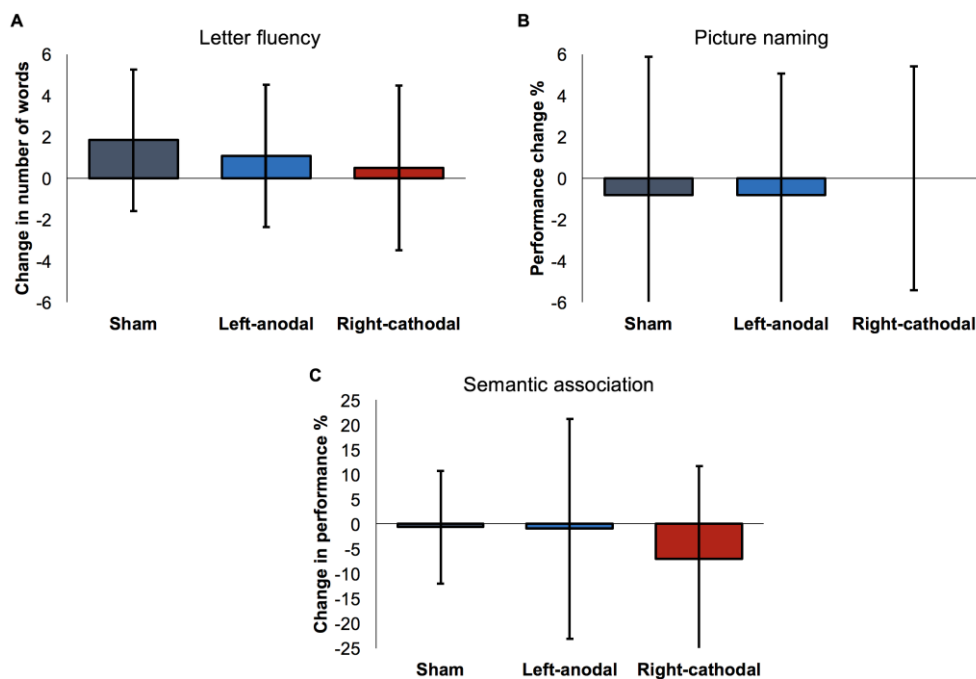 A
Letter fluency
Change in number of words
6
4
2
0
-2
-4
-6
Sham Left-anodal Right-cathodal
B
Picture naming
Performance change %
6
4
2
0
-2
-4
-6
Sham Left-anodal Right-cathodal
C
Semantic association
Change in performance %
25
20
15
10
5
0
-5
-10
-15
-20
-25
Sham Left-anodal Right-cathodal